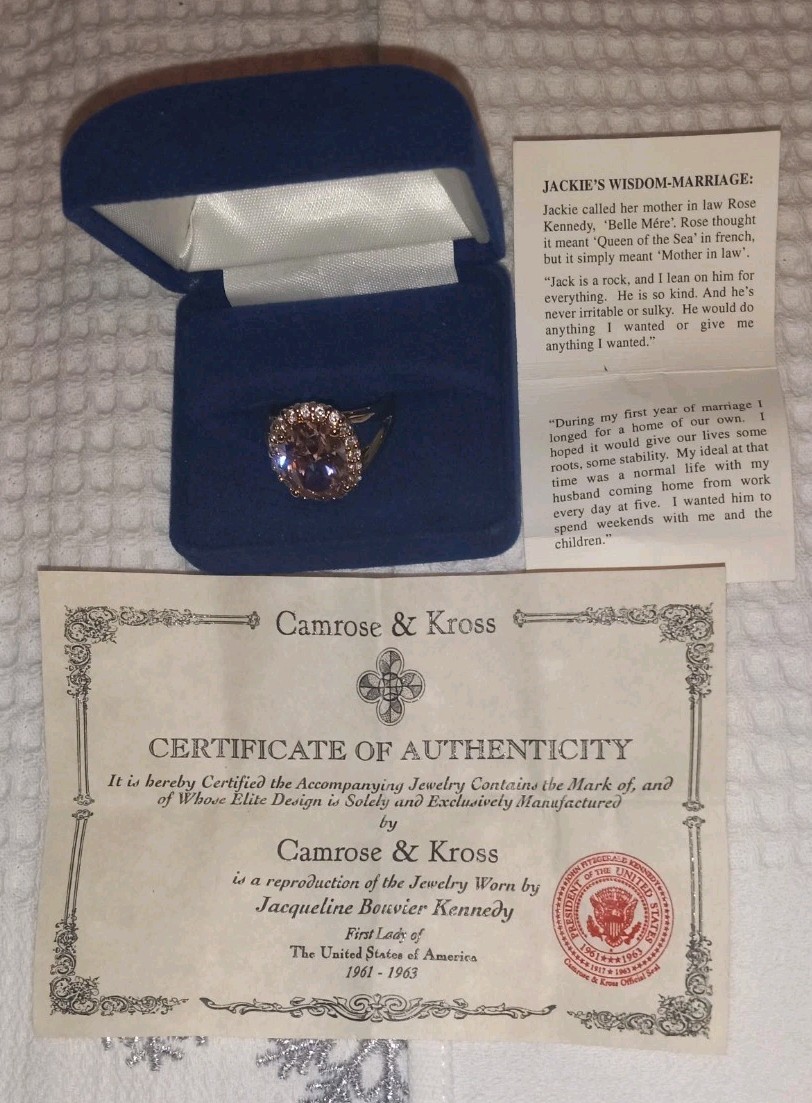 JACKIE'S WISDOM-MARRIAGE:
Jackie called her mother in law Rose
Kennedy, 'Belle Mére'. Rose thought
it meant 'Queen of the Sea' in french,
but it simply meant 'Mother in law'.
"Jack is a rock, and I lean on him for
everything. He is so kind. And he's
never irritable or sulky. He would do
anything I wanted or give me
anything I wanted."
"During my first year of marriage I
longed for a home of our own. I
hoped it would give our lives some
roots, some stability. My ideal at that
time was a normal life with my
husband coming home from work
every day at five. I wanted him to
spend weekends with me and the
children."
Camrose & Kross
CERTIFICATE OF AUTHENTICITY
It is hereby Certified the Accompanying Jewelry Contains the Mark of, and
of Whose Elite Design is Solely and Exclusively Manufactured
by
Camrose & Kross
is a reproduction of the Jewelry Worn by
Jacqueline Bouvier Kennedy
First Lady of
The United States of America
1961 - 1963
JOHN FITZGERALD KENNEDY
PRESIDENT OF THE UNITED STATES
1961★★★1963
1917 ★ 1963
Camrose & Kross Official Seal